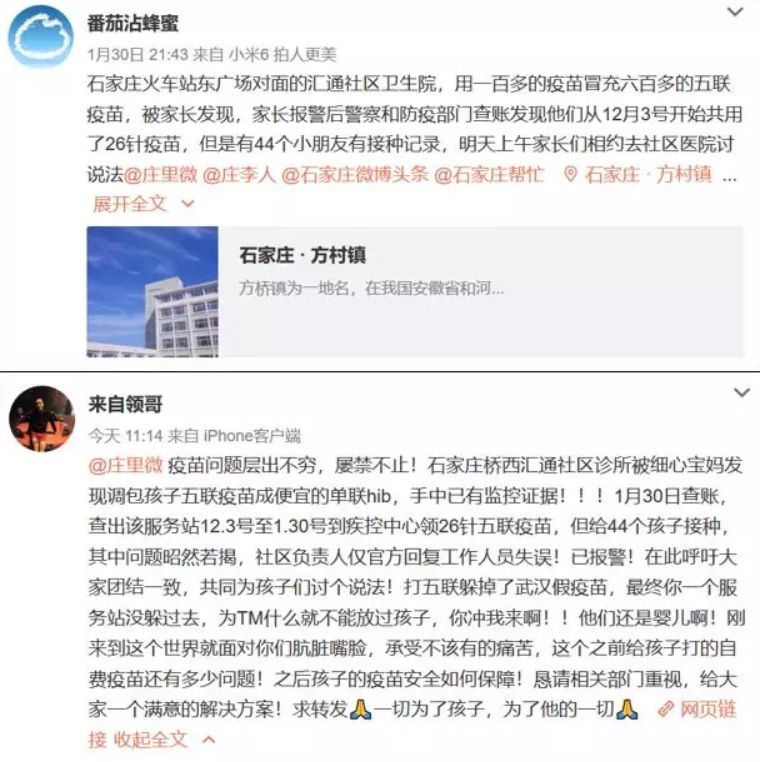 番茄沾蜂蜜
1月30日 21:43 来自 小米6 拍人更美
石家庄火车站东广场对面的汇通社区卫生院，用一百多的疫苗冒充六百多的五联
疫苗，被家长发现，家长报警后警察和防疫部门查账发现他们从12月3号开始共用
了26针疫苗，但是有44个小朋友有接种记录，明天上午家长们相约去社区医院讨
说法@庄里微 @庄李人 @石家庄微博头条 @石家庄帮忙 石家庄·方村镇 ...
展开全文
石家庄·方村镇
方桥镇为一地名，在我国安徽省和河...
来自领哥
今天 11:14 来自 iPhone客户端
@庄里微 疫苗问题层出不穷，屡禁不止！石家庄桥西汇通社区诊所被细心宝妈发
现调包孩子五联疫苗成便宜的单联hib，手中已有监控证据！！！1月30日查账，
查出该服务站12.3号至1.30号到疾控中心领26针五联疫苗，但给44个孩子接种，
其中问题昭然若揭，社区负责人仅官方回复工作人员失误！已报警！在此呼吁大
家团结一致，共同为孩子们讨个说法！打五联躲掉了武汉假疫苗，最终你一个服
务站没躲过去，为TM什么就不能放过孩子，你冲我来啊！！他们还是婴儿啊！刚
来到这个世界就面对你们肮脏嘴脸，承受不该有的痛苦，这个之前给孩子打的自
费疫苗还有多少问题！之后孩子的疫苗安全如何保障！恳请相关部门重视，给大
家一个满意的解决方案！求转发🙏一切为了孩子，为了他的一切🙏 网页链
接 收起全文